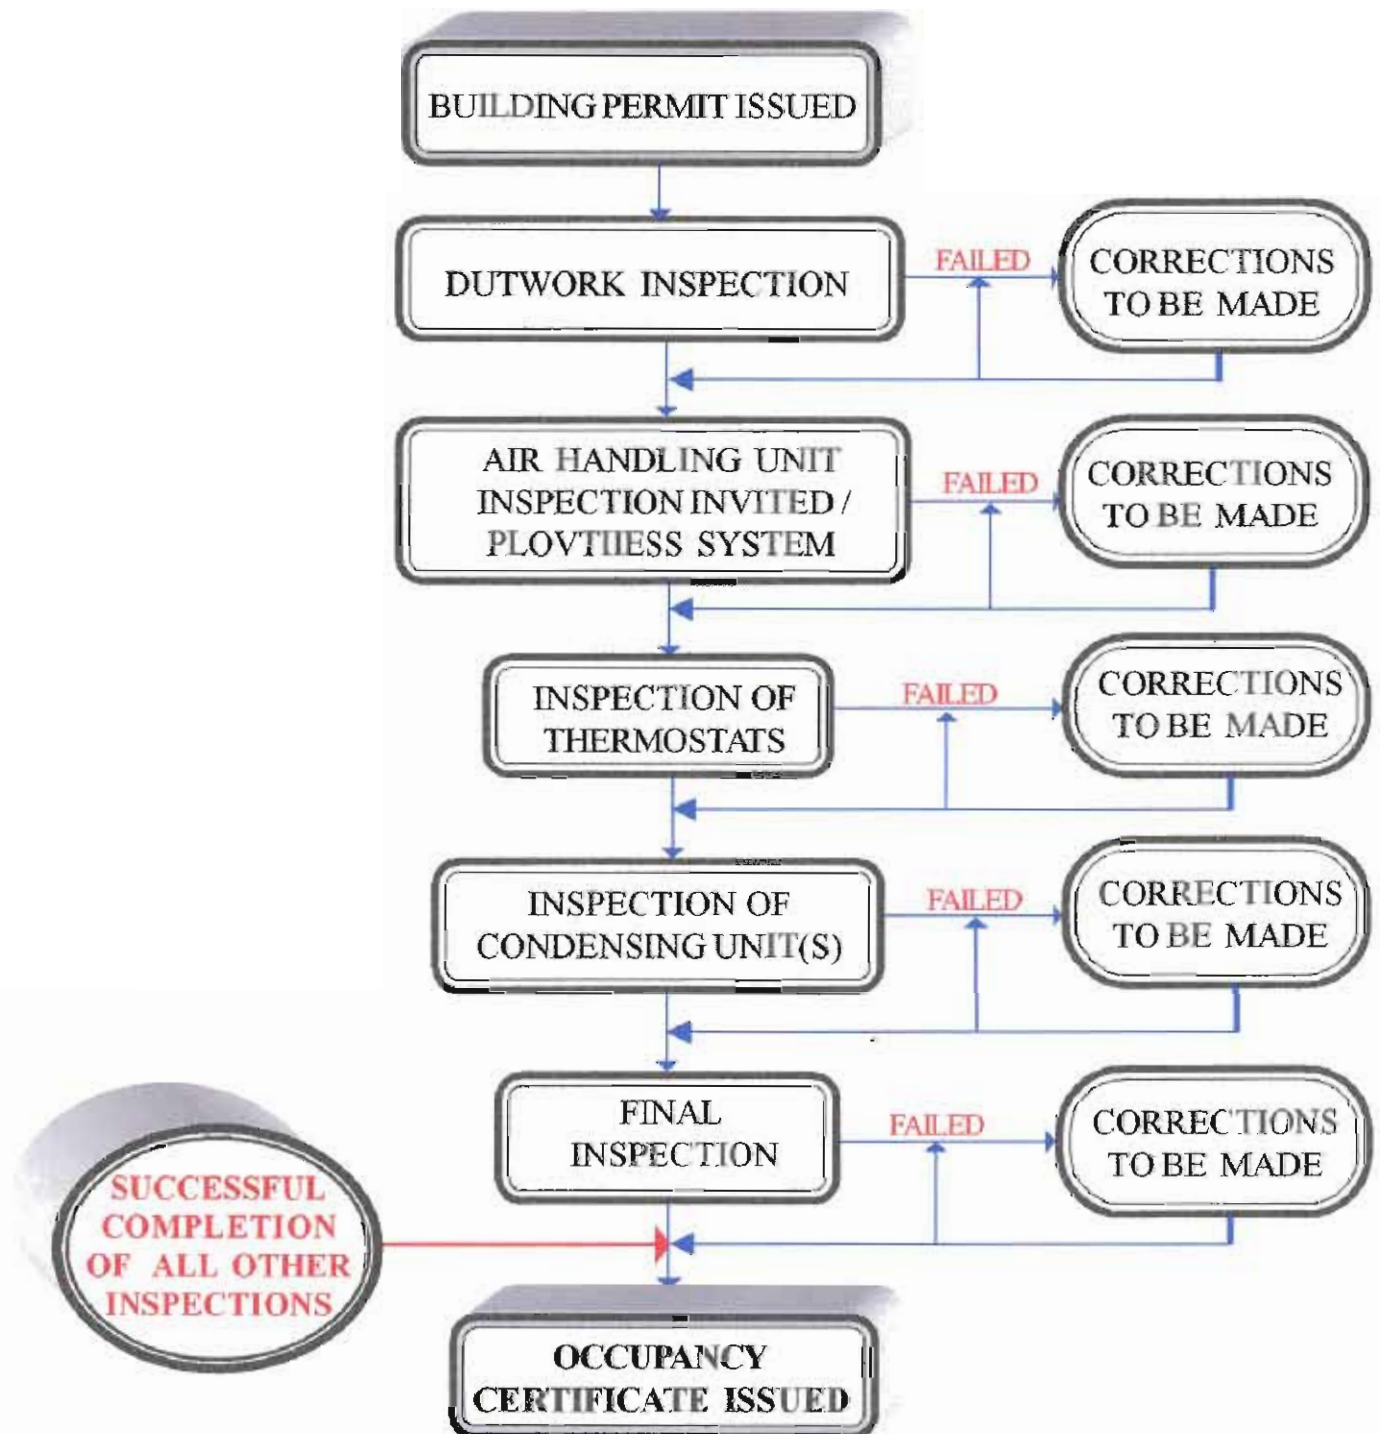 BUILDING PERMIT ISSUED
DUTWORK INSPECTION
FAILED
CORRECTIONS
TO BE MADE
AIR HANDLING UNIT
INSPECTION INVITED /
PLOVTIIESS SYSTEM
FAILED
CORRECTIONS
TO BE MADE
INSPECTION OF
THERMOSTATS
FAILED
CORRECTIONS
TO BE MADE
INSPECTION OF
CONDENSING UNIT(S)
FAILED
CORRECTIONS
TO BE MADE
FINAL
INSPECTION
FAILED
CORRECTIONS
TO BE MADE
SUCCESSFUL
COMPLETION
OF ALL OTHER
INSPECTIONS
OCCUPANCY
CERTIFICATE ISSUED